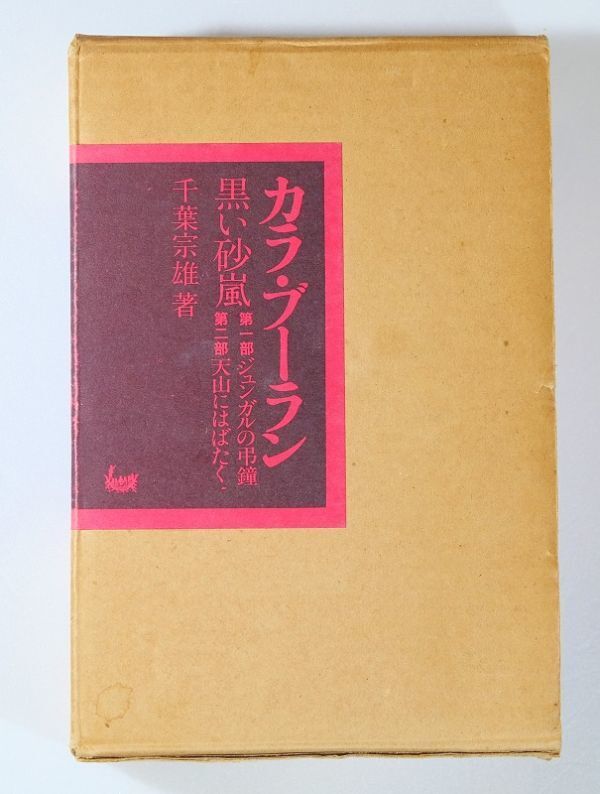 カラ・ブーラン
黒い砂嵐
第一部 ジュンガルの弔鐘
第二部 天山にはばたく
千葉宗雄 著